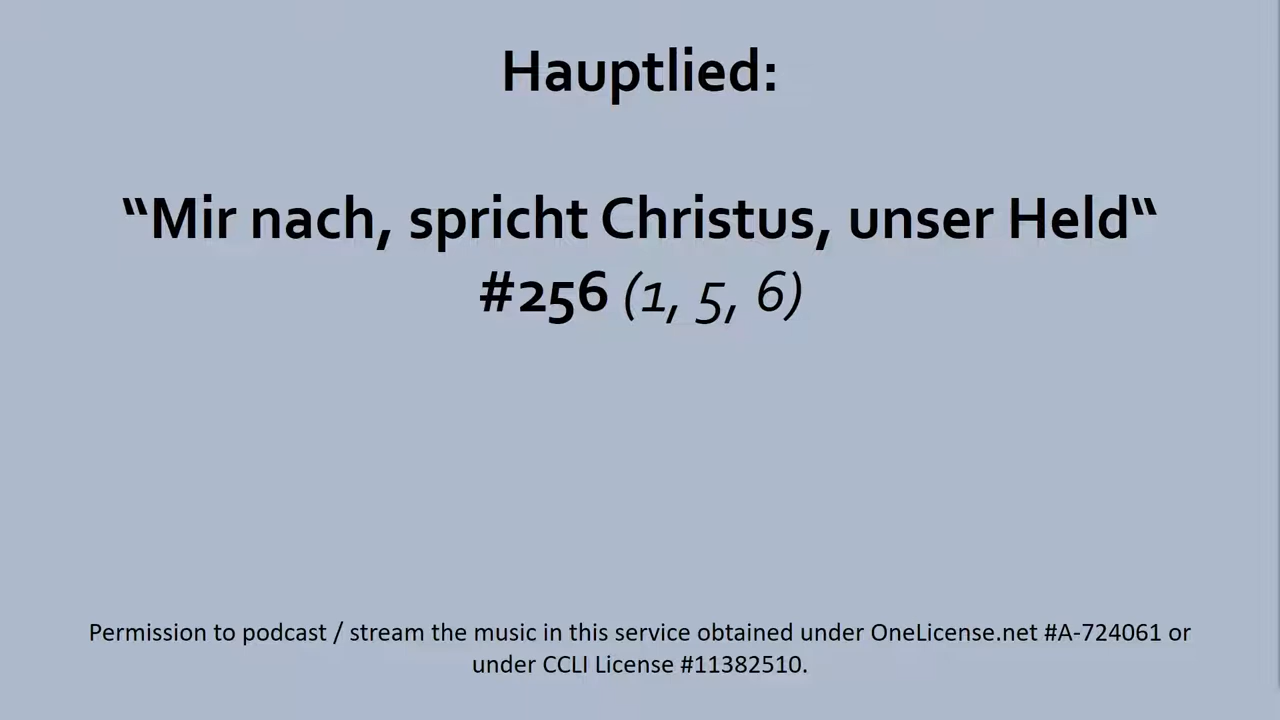 Hauptlied:
“Mir nach, spricht Christus, unser Held“
#256 (1, 5, 6)
Permission to podcast / stream the music in this service obtained under OneLicense.net #A-724061 or
under CCLI License #11382510.